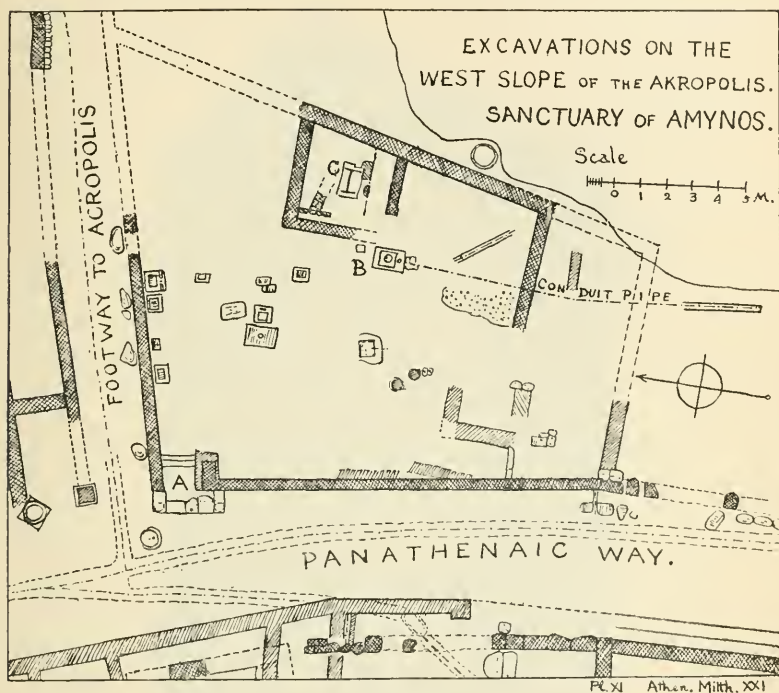 EXCAVATIONS ON THE
WEST SLOPE OF THE AKROPOLIS.
SANCTUARY OF AMYNOS.
Scale
0 1 2 3 4 5 M.
FOOTWAY TO ACROPOLIS
C
B
CONDUIT PIPE
A
PANATHENAIC WAY.
Pl. XI Athen. Mitth. XXI